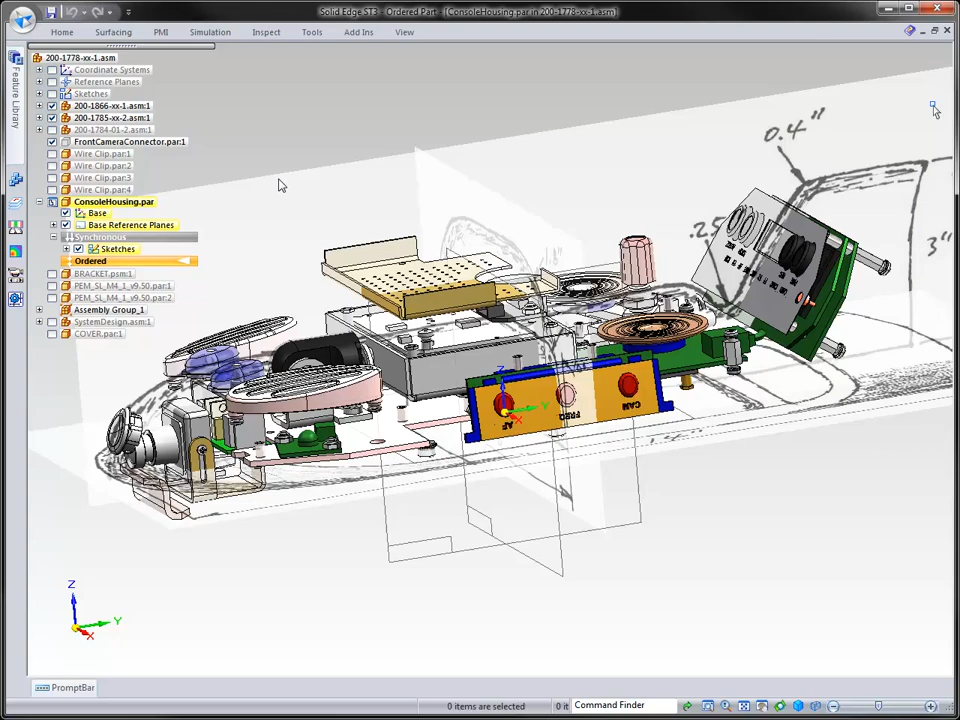 Solid Edge ST3 - Ordered Part - [ConsoleHousing.par in 200-1778-xx-1.asm]
Home Surfacing PMI Simulation Inspect Tools Add Ins View
Feature Library
200-1778-xx-1.asm
Coordinate Systems
Reference Planes
Sketches
200-1866-xx-1.asm:1
200-1785-xx-2.asm:1
200-1784-01-2.asm:1
FrontCameraConnector.par:1
Wire Clip.par:1
Wire Clip.par:2
Wire Clip.par:3
Wire Clip.par:4
ConsoleHousing.par
Base
Base Reference Planes
Synchronous
Sketches
Ordered
BRACKET.psm:1
PEM_SL_M4_1_v9.50.par:1
PEM_SL_M4_1_v9.50.par:2
Assembly Group_1
SystemDesign.asm:1
COVER.par:1
0.4"
.25
3"
Z
Y
X
AF
FREQ
CAM
Z
Y
X
PromptBar
0 items are selected
0 it
Command Finder